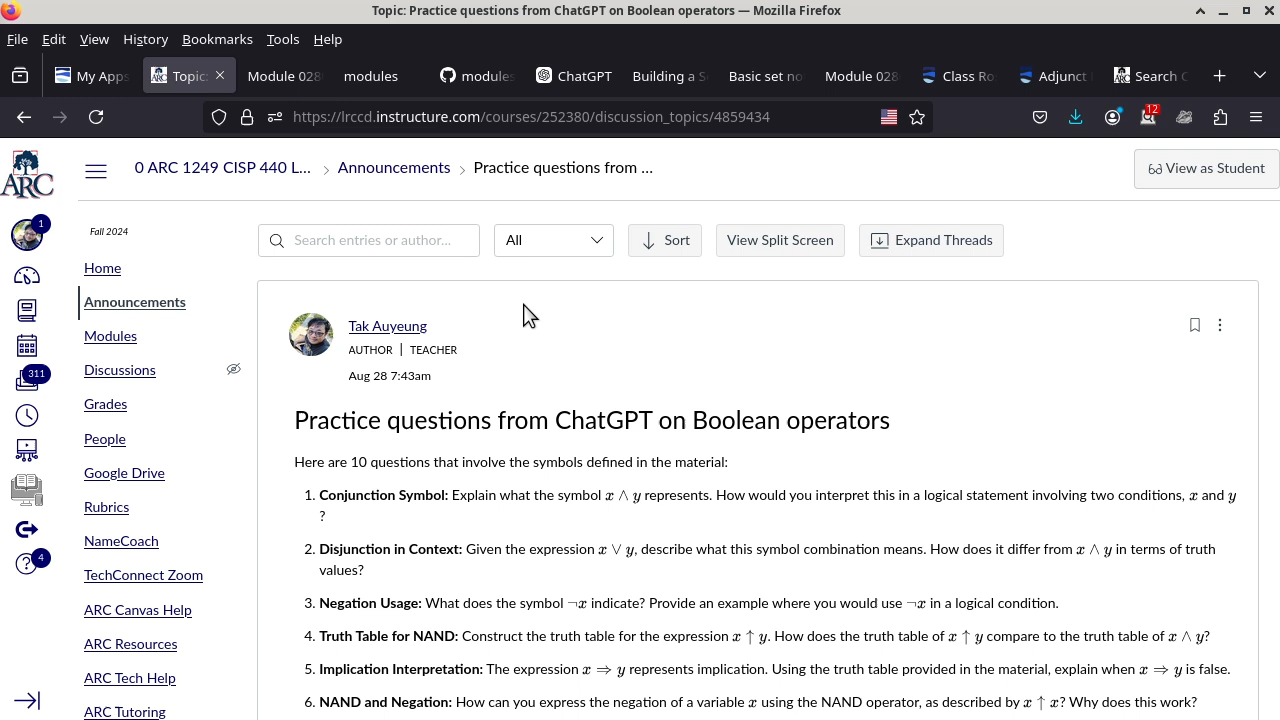 Topic: Practice questions from ChatGPT on Boolean operators — Mozilla Firefox
File Edit View History Bookmarks Tools Help
My Apps Topic: Module 028 modules modules ChatGPT Building a S Basic set no Module 028 Class Ro Adjunct Search C
https://lrccd.instructure.com/courses/252380/discussion_topics/4859434 12
ARC 0 ARC 1249 CISP 440 L... › Announcements › Practice questions from ... View as Student
1
Fall 2024
Search entries or author... All Sort View Split Screen Expand Threads
Home
Announcements
Modules
Discussions
Grades
People
Google Drive
Rubrics
NameCoach
TechConnect Zoom
ARC Canvas Help
ARC Resources
ARC Tech Help
ARC Tutoring
311
4
Tak Auyeung
AUTHOR | TEACHER
Aug 28 7:43am
Practice questions from ChatGPT on Boolean operators
Here are 10 questions that involve the symbols defined in the material:
1. Conjunction Symbol: Explain what the symbol x ∧ y represents. How would you interpret this in a logical statement involving two conditions, x and y
?
2. Disjunction in Context: Given the expression x ∨ y, describe what this symbol combination means. How does it differ from x ∧ y in terms of truth
values?
3. Negation Usage: What does the symbol ¬x indicate? Provide an example where you would use ¬x in a logical condition.
4. Truth Table for NAND: Construct the truth table for the expression x ↑ y. How does the truth table of x ↑ y compare to the truth table of x ∧ y?
5. Implication Interpretation: The expression x ⇒ y represents implication. Using the truth table provided in the material, explain when x ⇒ y is false.
6. NAND and Negation: How can you express the negation of a variable x using the NAND operator, as described by x ↑ x? Why does this work?